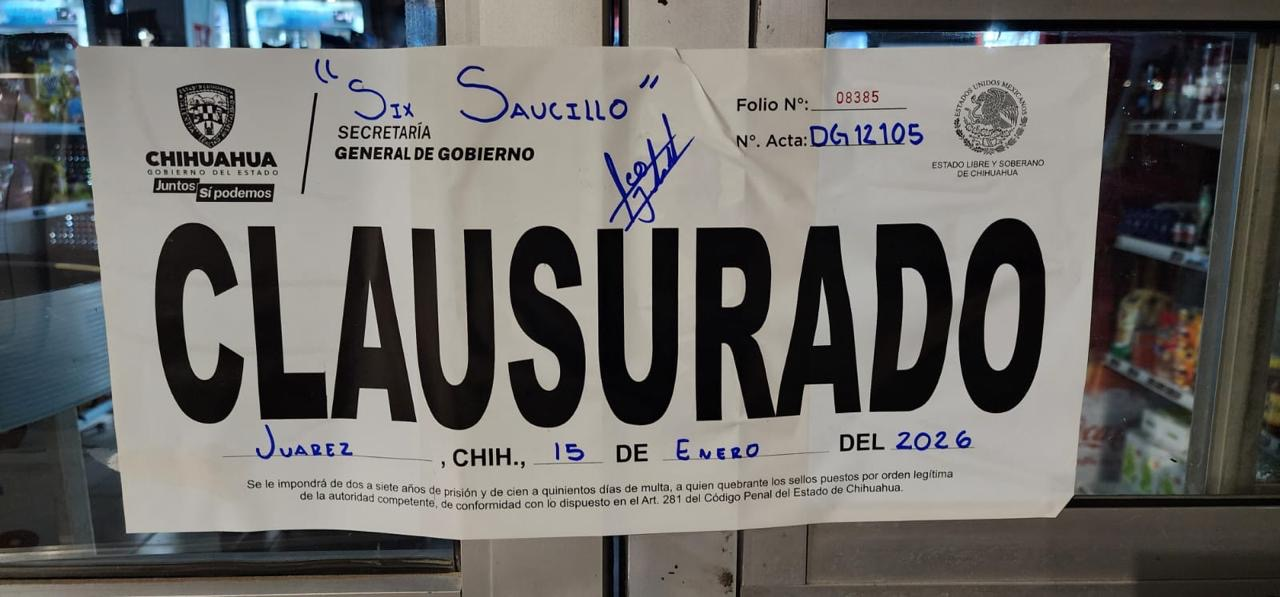 "Six Saucillo"
CHIHUAHUA
GOBIERNO DEL ESTADO
Juntos Sí podemos
SECRETARÍA
GENERAL DE GOBIERNO
Folio N°: 08385
N°. Acta: DG12105
ESTADOS UNIDOS MEXICANOS
ESTADO LIBRE Y SOBERANO
DE CHIHUAHUA
CLAUSURADO
JUAREZ, CHIH., 15 DE ENERO DEL 2026
Se le impondrá de dos a siete años de prisión y de cien a quinientos días de multa, a quien quebrante los sellos puestos por orden legítima
de la autoridad competente, de conformidad con lo dispuesto en el Art. 281 del Código Penal del Estado de Chihuahua.